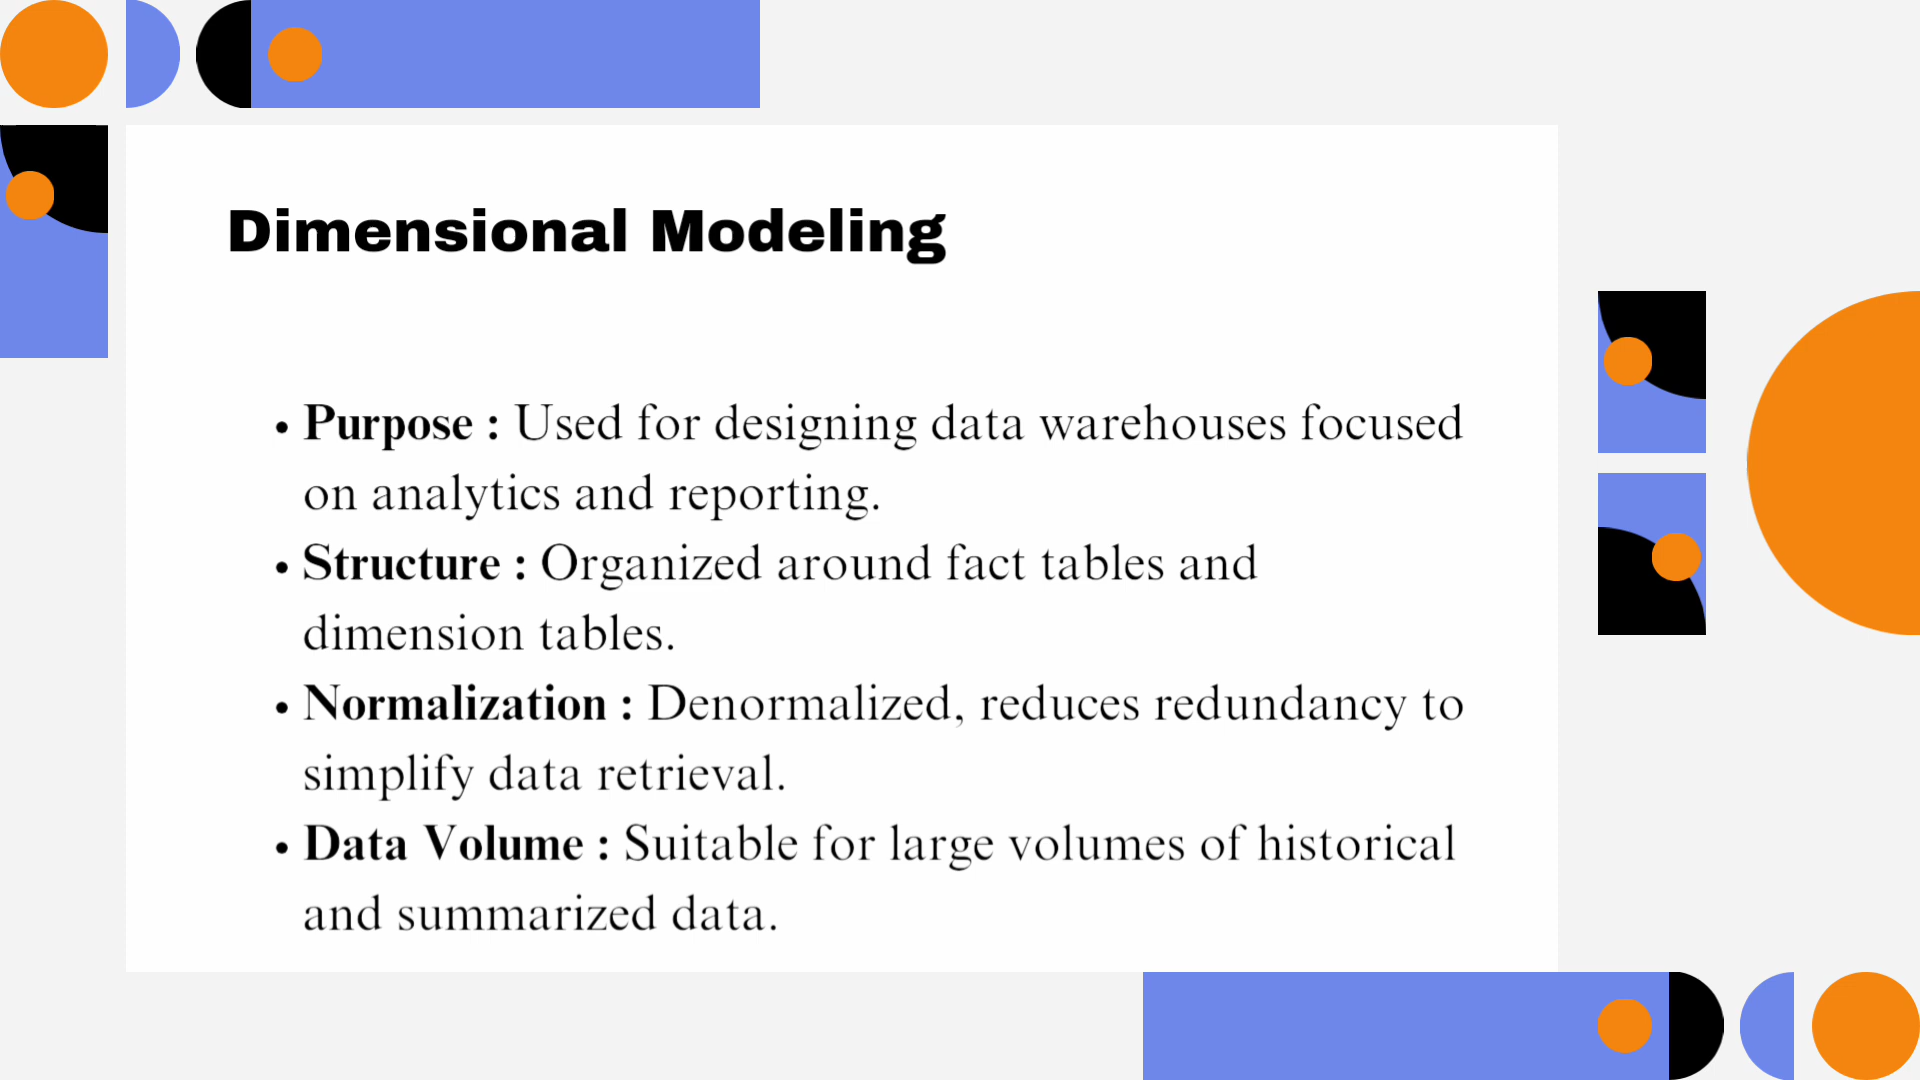 Dimensional Modeling
• Purpose : Used for designing data warehouses focused
on analytics and reporting.
• Structure : Organized around fact tables and
dimension tables.
• Normalization : Denormalized, reduces redundancy to
simplify data retrieval.
• Data Volume : Suitable for large volumes of historical
and summarized data.